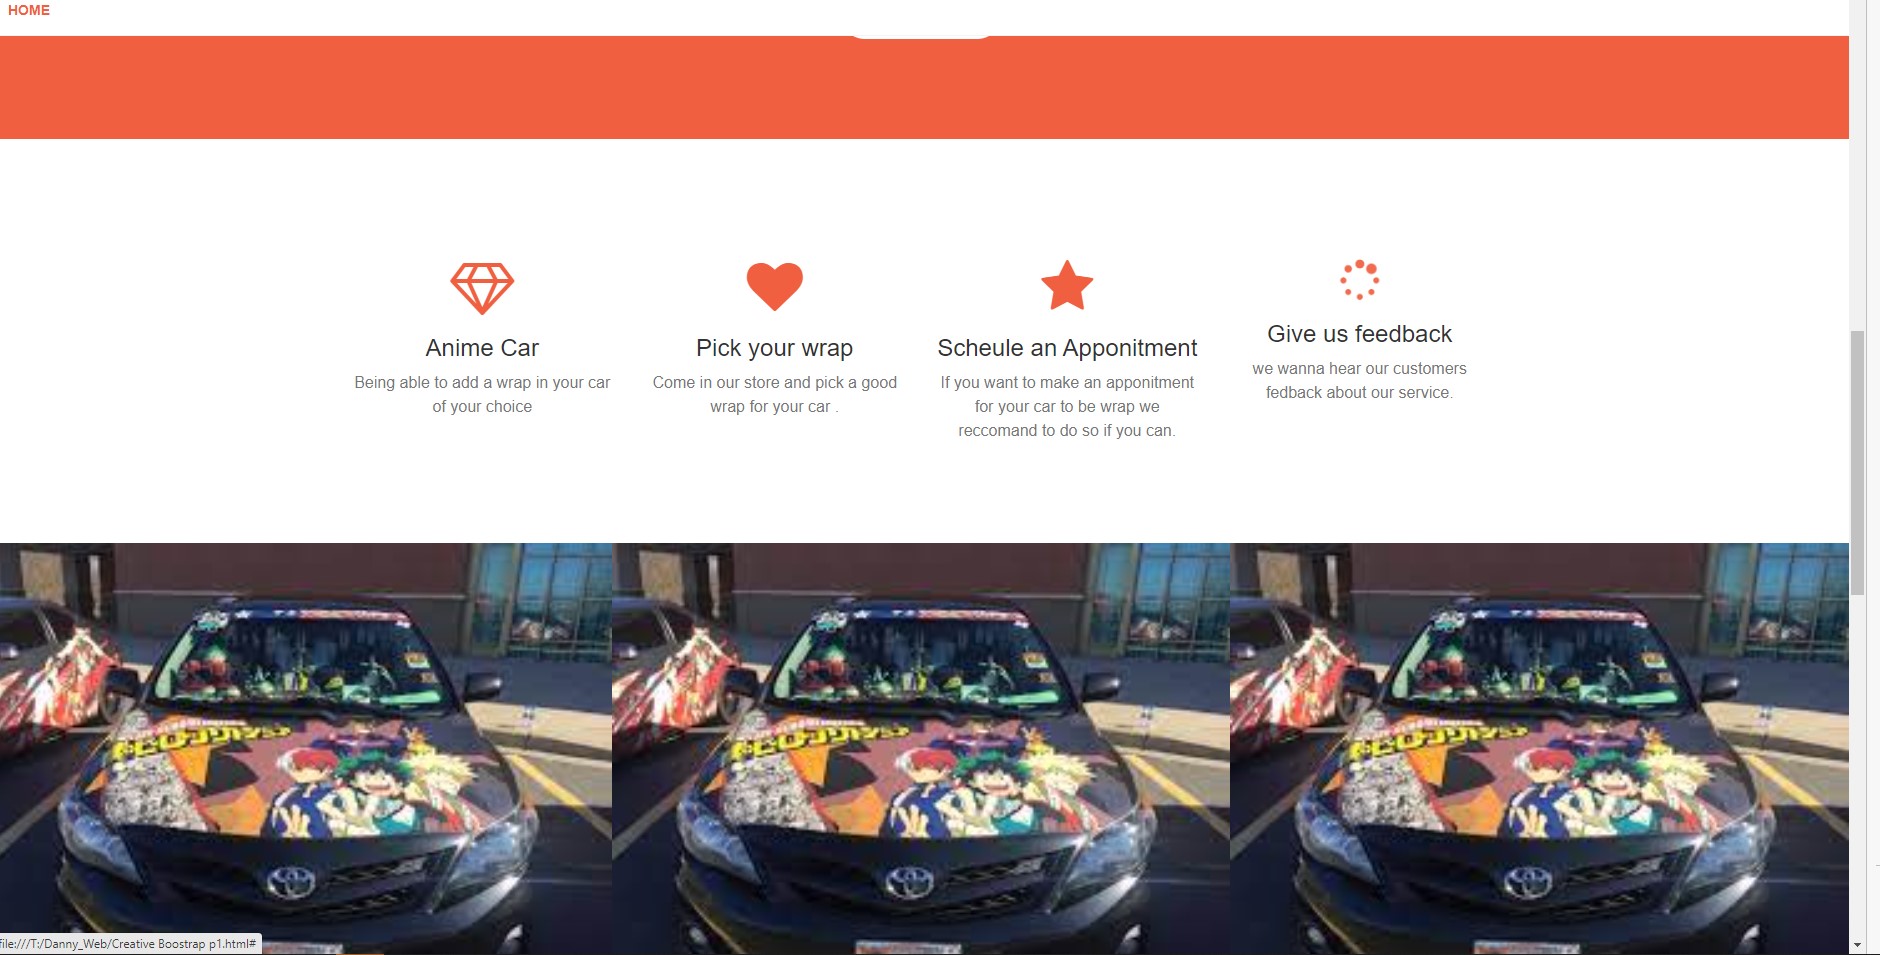 HOME
Anime Car
Being able to add a wrap in your car
of your choice
Pick your wrap
Come in our store and pick a good
wrap for your car .
Scheule an Apponitment
If you want to make an apponitment
for your car to be wrap we
reccomand to do so if you can.
Give us feedback
we wanna hear our customers
fedback about our service.
file:///T:/Danny_Web/Creative Boostrap p1.html#